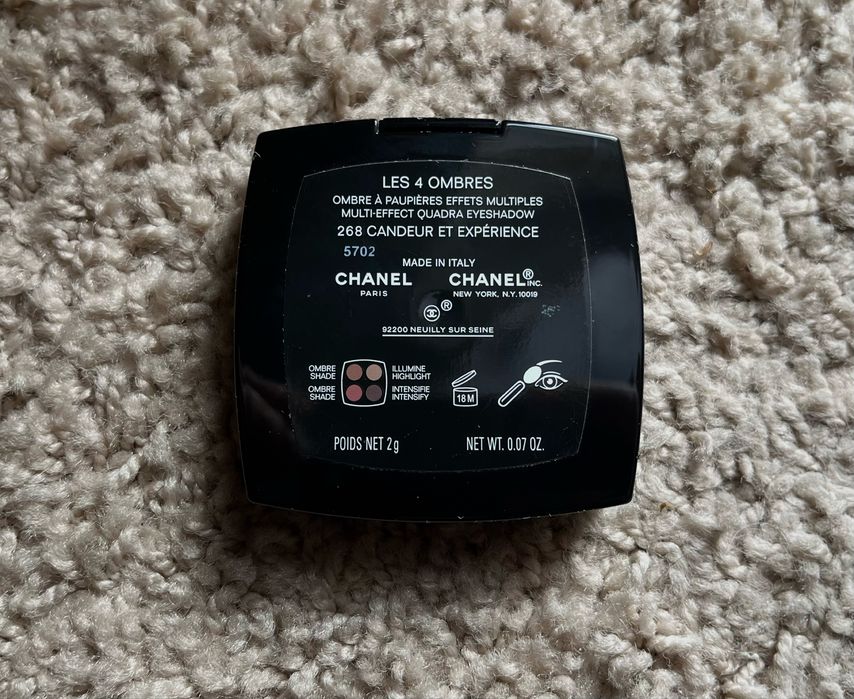 LES 4 OMBRES
OMBRE À PAUPIÈRES EFFETS MULTIPLES
MULTI-EFFECT QUADRA EYESHADOW
268 CANDEUR ET EXPÉRIENCE
5702
MADE IN ITALY
CHANEL CHANEL® INC.
PARIS NEW YORK, N.Y. 10019
®
92200 NEUILLY SUR SEINE
OMBRE ILLUMINE
SHADE HIGHLIGHT
OMBRE INTENSIFIE
SHADE INTENSIFY
18 M
POIDS NET 2g NET WT. 0.07 OZ.